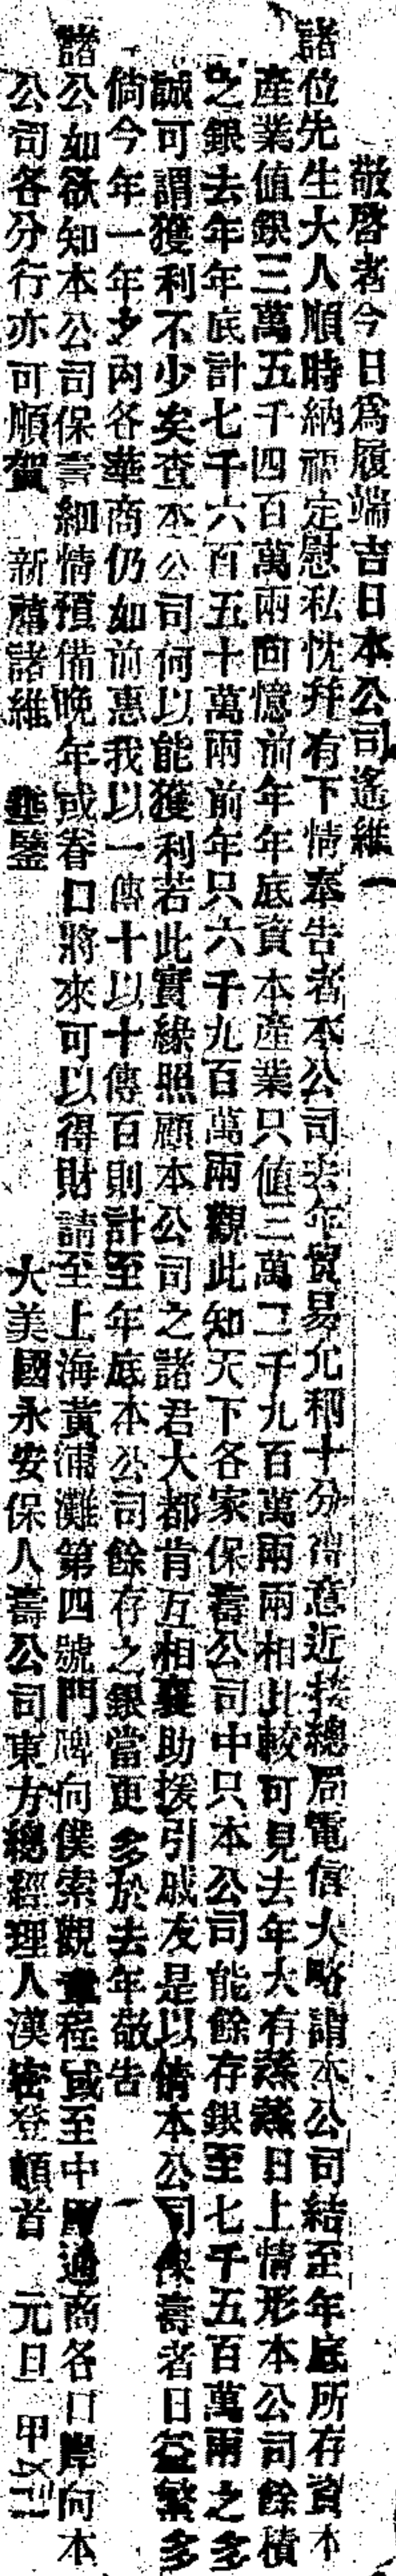 敬啓者今日爲履端吉日本公司遙維
諸位先生大人順時納福定慰私忱幷有下情奉告者本公司去年貿易尤稱十分得意近接總局電信大略謂本公司結至年底所存資本
產業值銀三萬五千四百萬兩回憶前年年底資本產業只值三萬二千九百萬兩兩相比較可見去年大有蒸蒸日上情形本公司餘積
之銀去年年底計七千六百五十萬兩前年只六千九百萬兩觀此知天下各家保壽公司中只本公司能餘存銀至七千五百萬兩之多
誠可謂獲利不少矣查本公司何以能獲利若此實緣照顧本公司之諸君大都肯互相襄助援引戚友是以倩本公司保壽者日益繁多
倘今年一年之內各華商仍如前惠我以一傳十以十傳百則計至年底本公司餘存之銀當更多於去年敬告
諸公如欲知本公司保壽細情預備晚年或眷口將來可以得財請至上海黃浦灘第四號門牌向僕索觀章程或至中國通商各口岸向本
公司各分行亦可順賀 新禧諸維 垂鑒 大美國永安保人壽公司東方總經理人漢密登頓首 元旦 甲